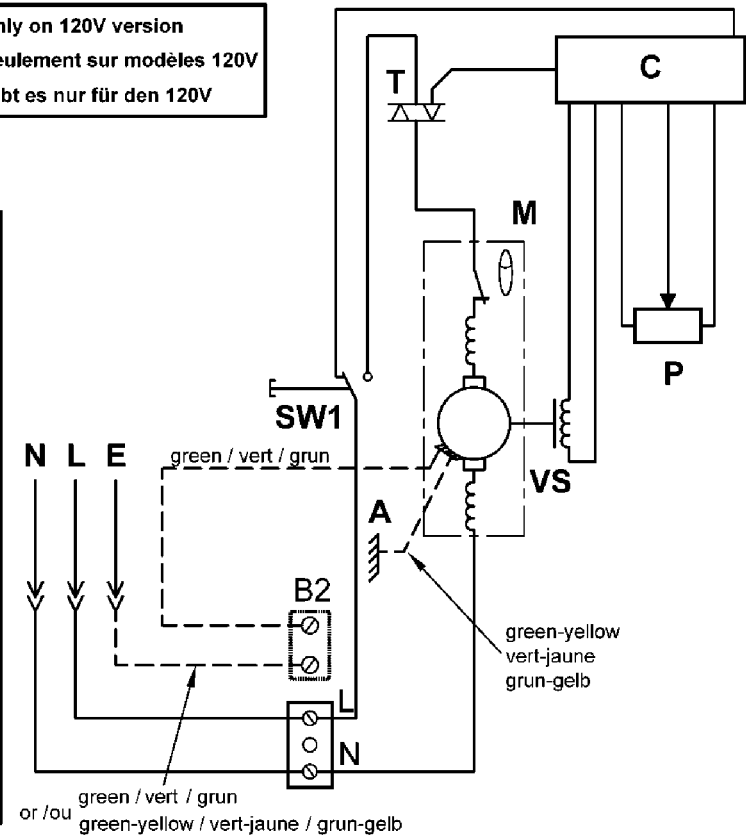 nly on 120V version
eulement sur modèles 120V
bt es nur für den 120V
C
T
M
P
SW1
N L E
green / vert / grun
VS
A
B2
green-yellow
vert-jaune
grun-gelb
L
N
or /ou
green / vert / grun
green-yellow / vert-jaune / grun-gelb